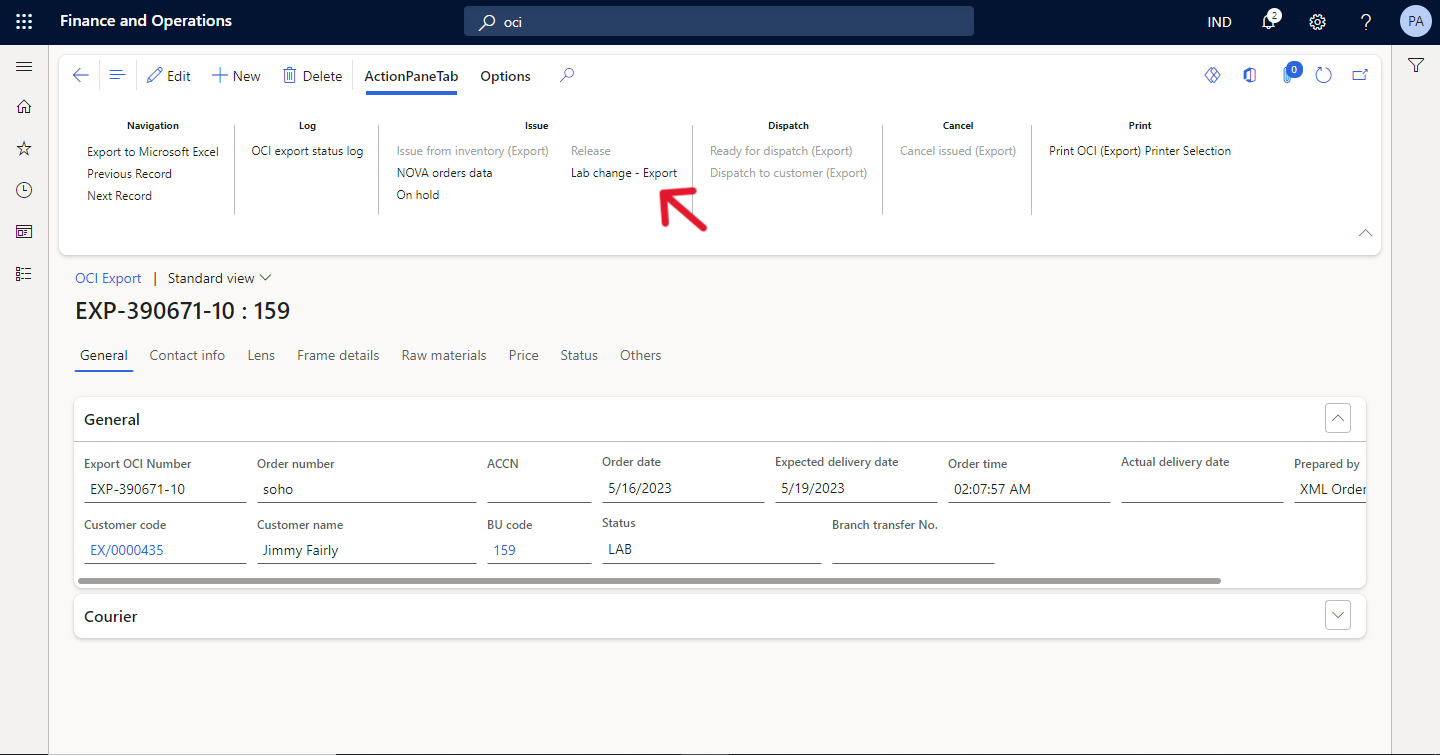 Finance and Operations
oci
IND
2
PA
Edit
New
Delete
ActionPaneTab
Options
0
Navigation
Export to Microsoft Excel
Previous Record
Next Record
Log
OCI export status log
Issue
Issue from inventory (Export)
NOVA orders data
On hold
Release
Lab change - Export
Dispatch
Ready for dispatch (Export)
Dispatch to customer (Export)
Cancel
Cancel issued (Export)
Print
Print OCI (Export) Printer Selection
OCI Export | Standard view
EXP-390671-10 : 159
General Contact info Lens Frame details Raw materials Price Status Others
General
Export OCI Number Order number ACCN Order date Expected delivery date Order time Actual delivery date Prepared by
EXP-390671-10 soho 5/16/2023 5/19/2023 02:07:57 AM XML Order
Customer code Customer name BU code Status Branch transfer No.
EX/0000435 Jimmy Fairly 159 LAB
Courier